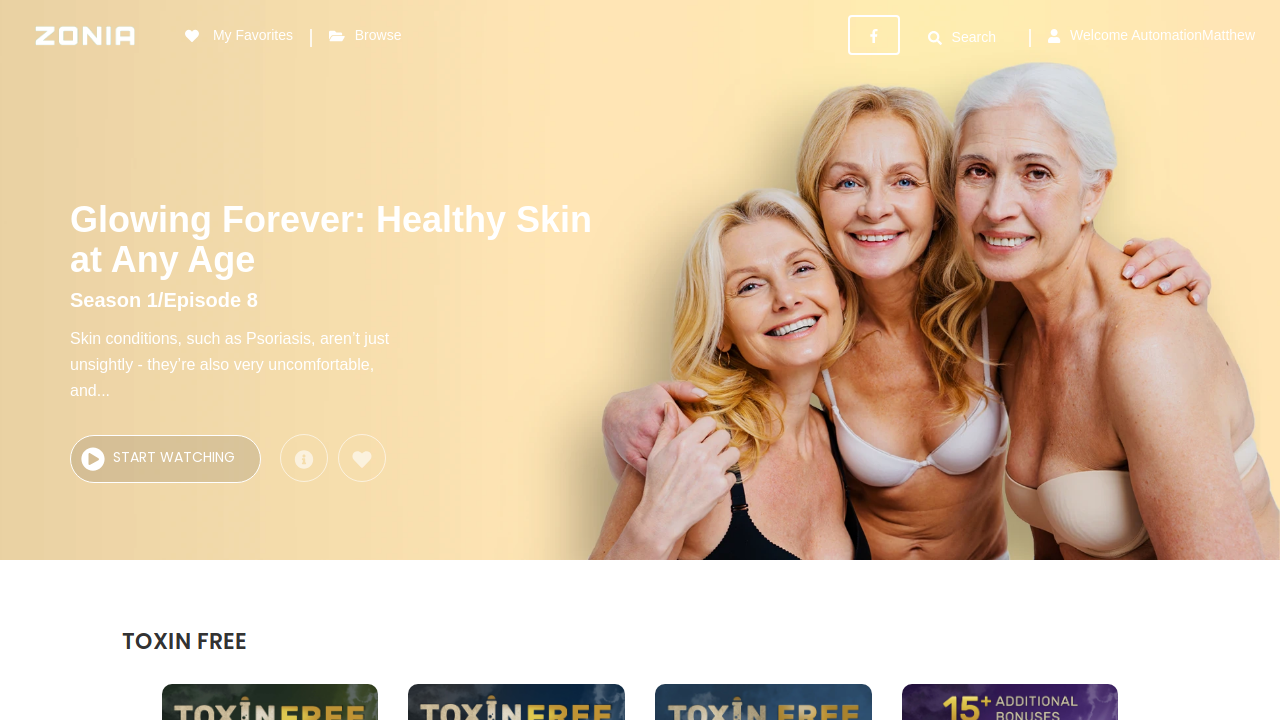 ZONIA
My Favorites | Browse
Search | Welcome AutomationMatthew
Glowing Forever: Healthy Skin
at Any Age
Season 1/Episode 8
Skin conditions, such as Psoriasis, aren’t just
unsightly - they’re also very uncomfortable,
and...
START WATCHING
TOXIN FREE
TOXIN FREE
TOXIN FREE
TOXIN FREE
15+ ADDITIONAL
BONUSES